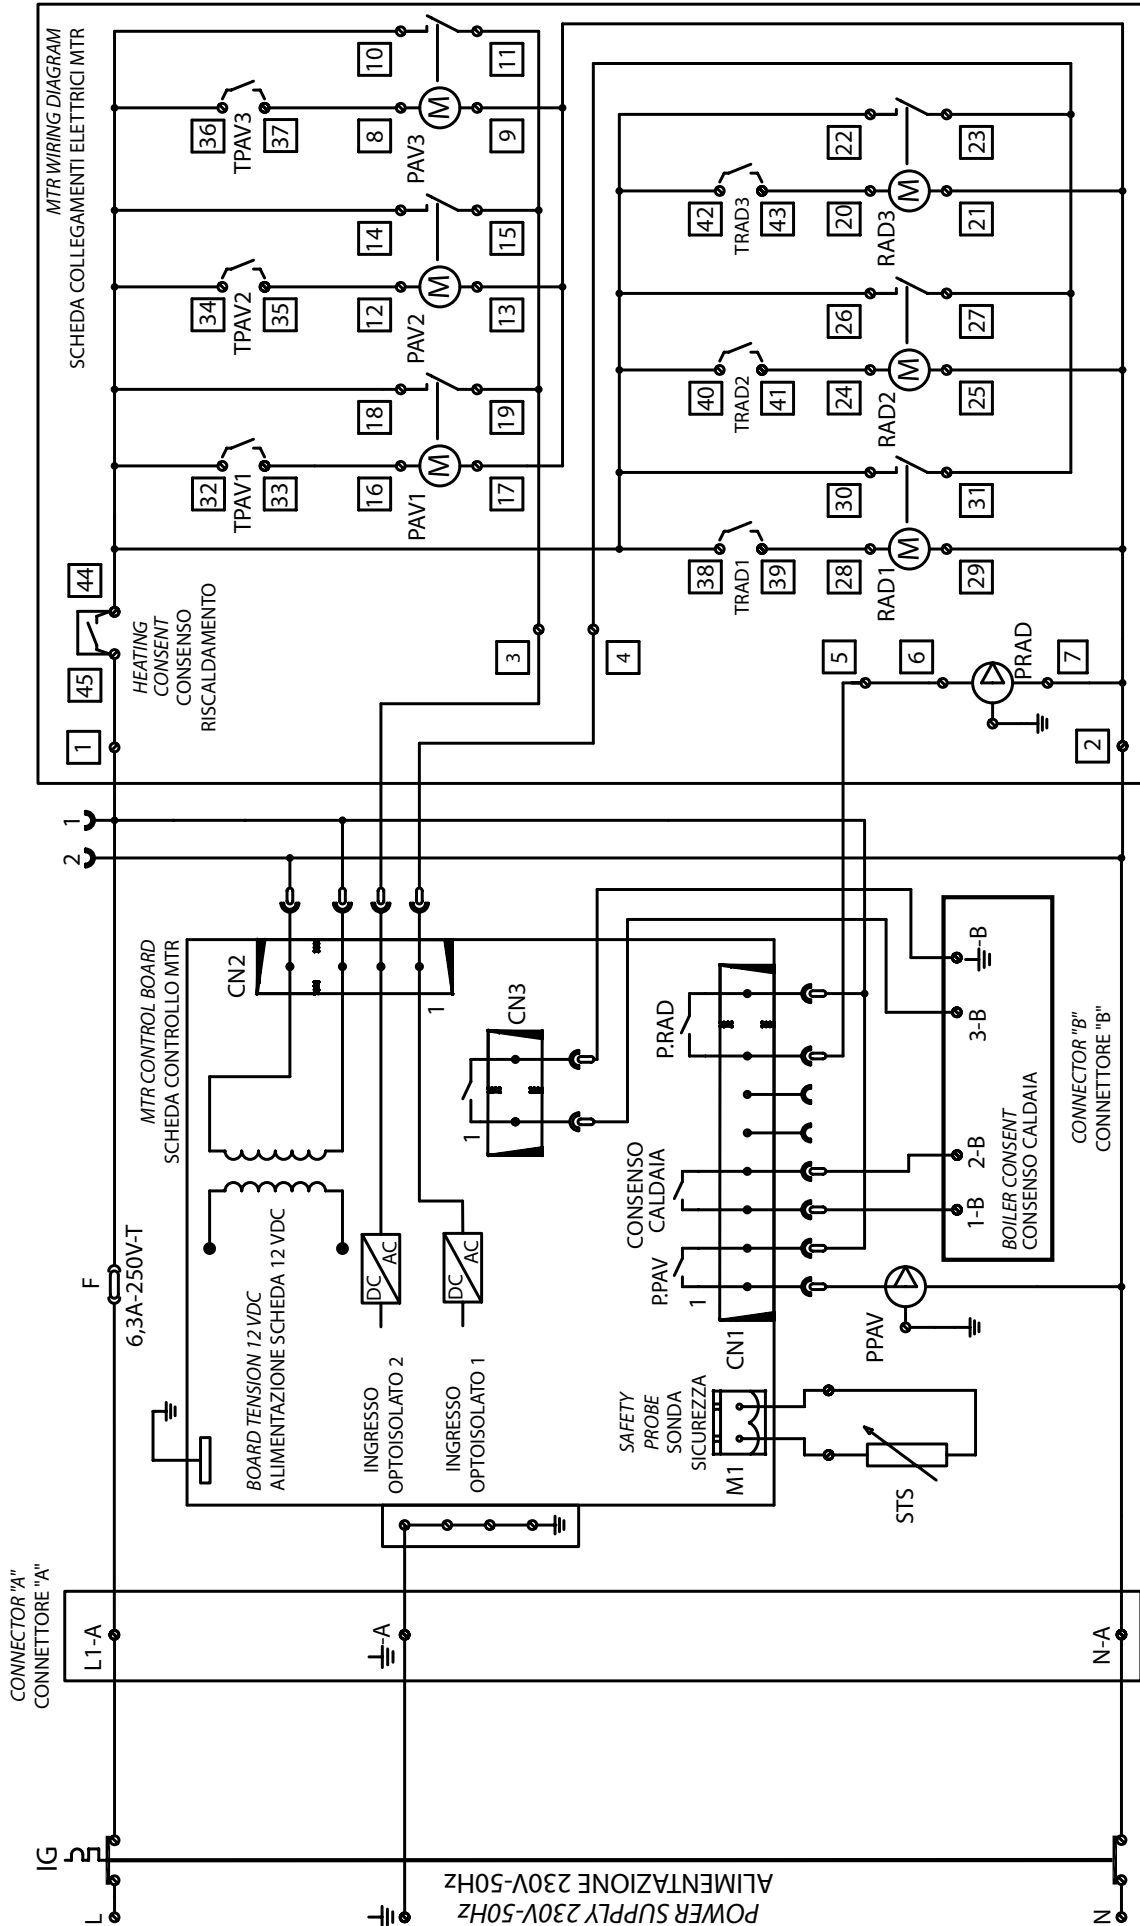 CONNECTOR "A"
CONNETTORE "A"
IG
L
N
POWER SUPPLY 230V-50Hz
ALIMENTAZIONE 230V-50Hz
L1-A
-A
N-A
F
6,3A-250V-T
MTR CONTROL BOARD
SCHEDA CONTROLLO MTR
BOARD TENSION 12 VDC
ALIMENTAZIONE SCHEDA 12 VDC
INGRESSO
OPTOISOLATO 2
DC
AC
INGRESSO
OPTOISOLATO 1
DC
AC
CN2
1
CN3
1
SAFETY
PROBE
SONDA
SICUREZZA
M1
CN1
1
P.PAV
CONSENSO
CALDAIA
P.RAD
STS
PPAV
1-B
2-B
3-B
-B
BOILER CONSENT
CONSENSO CALDAIA
CONNECTOR "B"
CONNETTORE "B"
2
1
MTR WIRING DIAGRAM
SCHEDA COLLEGAMENTI ELETTRICI MTR
1
45
44
HEATING
CONSENT
CONSENSO
RISCALDAMENTO
32
TPAV1
33
16
PAV1
M
17
18
19
34
TPAV2
35
12
PAV2
M
13
14
15
36
TPAV3
37
8
PAV3
M
9
10
11
3
4
5
6
PRAD
7
2
38
TRAD1
39
28
RAD1
M
29
30
31
40
TRAD2
41
24
RAD2
M
25
26
27
42
TRAD3
43
20
RAD3
M
21
22
23